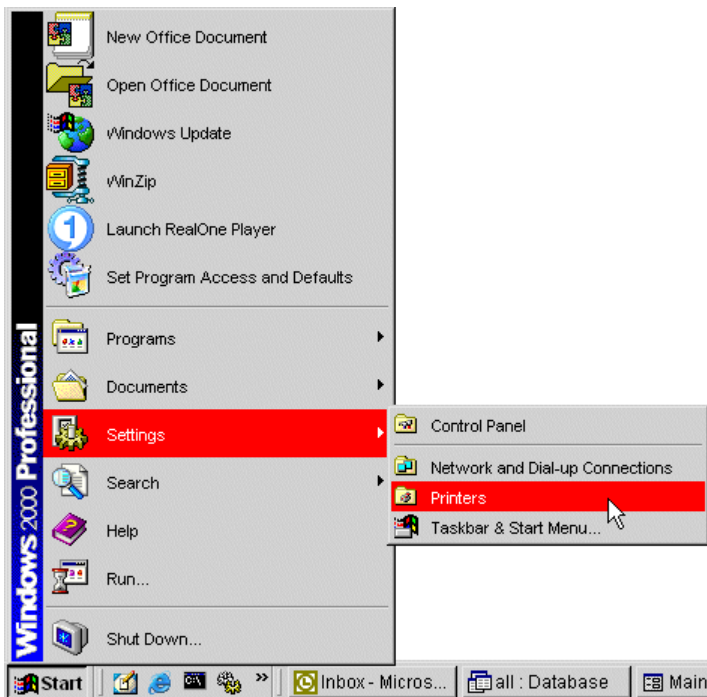 New Office Document
Open Office Document
Windows Update
WinZip
Launch RealOne Player
Set Program Access and Defaults
Programs
Documents
Settings
Search
Help
Run...
Shut Down...
Windows 2000 Professional
Control Panel
Network and Dial-up Connections
Printers
Taskbar & Start Menu...
Start
»
Inbox - Micros...
all : Database
Main